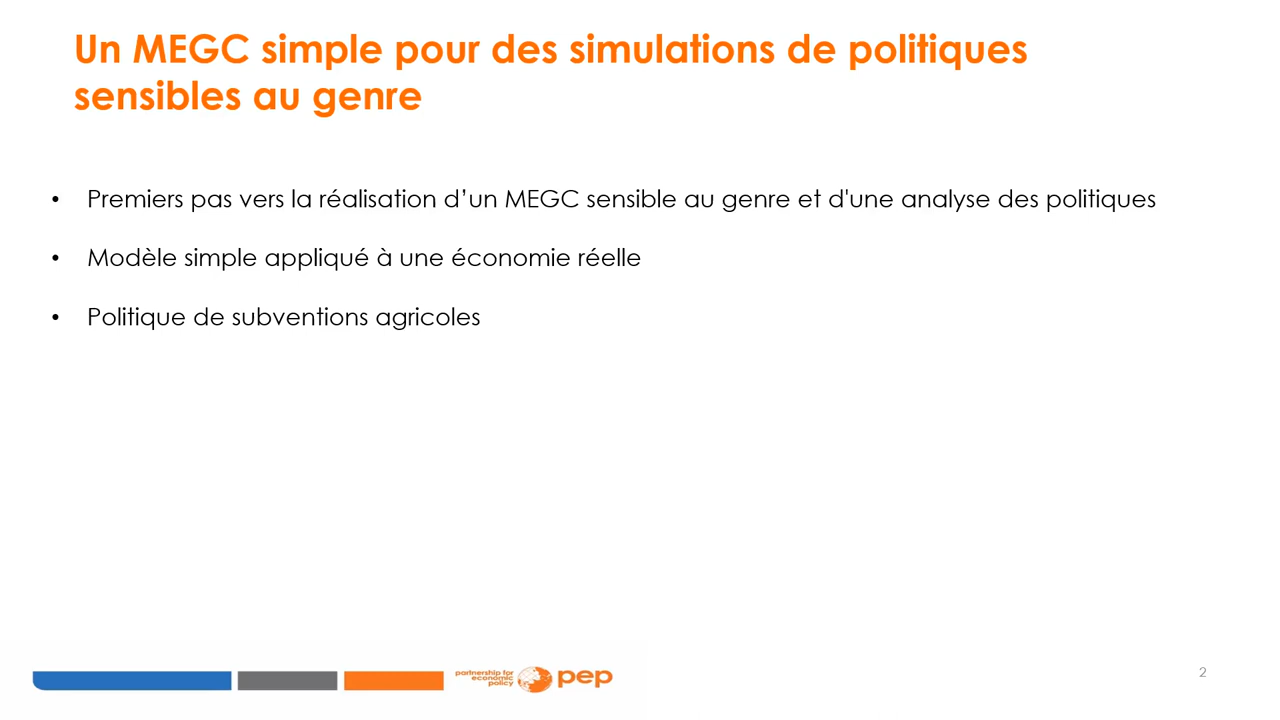 Un MEGC simple pour des simulations de politiques
sensibles au genre
• Premiers pas vers la réalisation d’un MEGC sensible au genre et d'une analyse des politiques
• Modèle simple appliqué à une économie réelle
• Politique de subventions agricoles
partnership for
economic
policy
pep
2